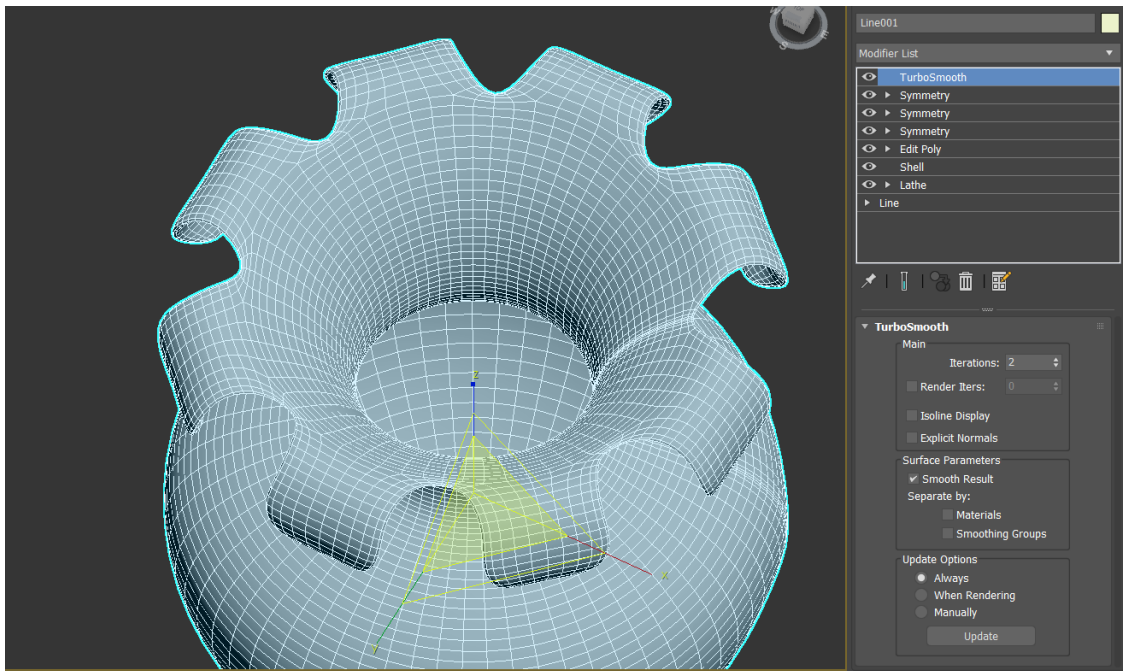 Line001
Modifier List
TurboSmooth
Symmetry
Symmetry
Symmetry
Edit Poly
Shell
Lathe
Line
TurboSmooth
Main
Iterations: 2
Render Iters: 0
Isoline Display
Explicit Normals
Surface Parameters
Smooth Result
Separate by:
Materials
Smoothing Groups
Update Options
Always
When Rendering
Manually
Update
z
x
y